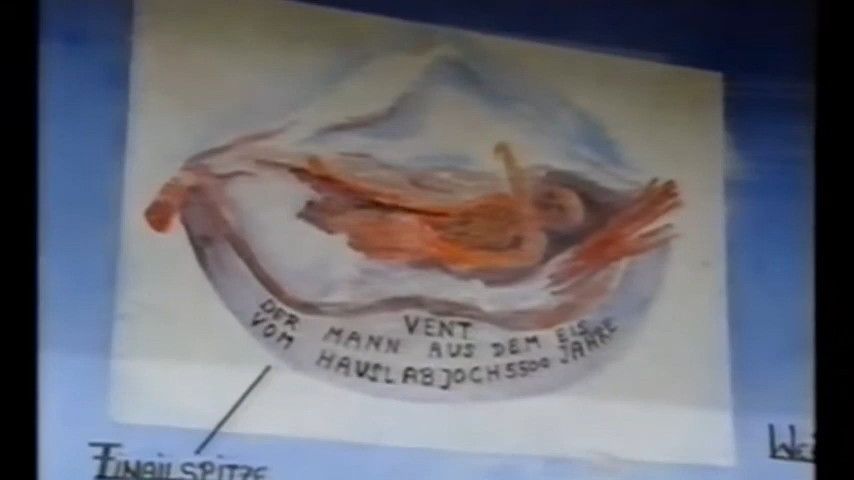 VENT
DER MANN AUS DEM EIS
VOM HAUSLABJOCH 5500 JAHRE
FINAILSPITZE